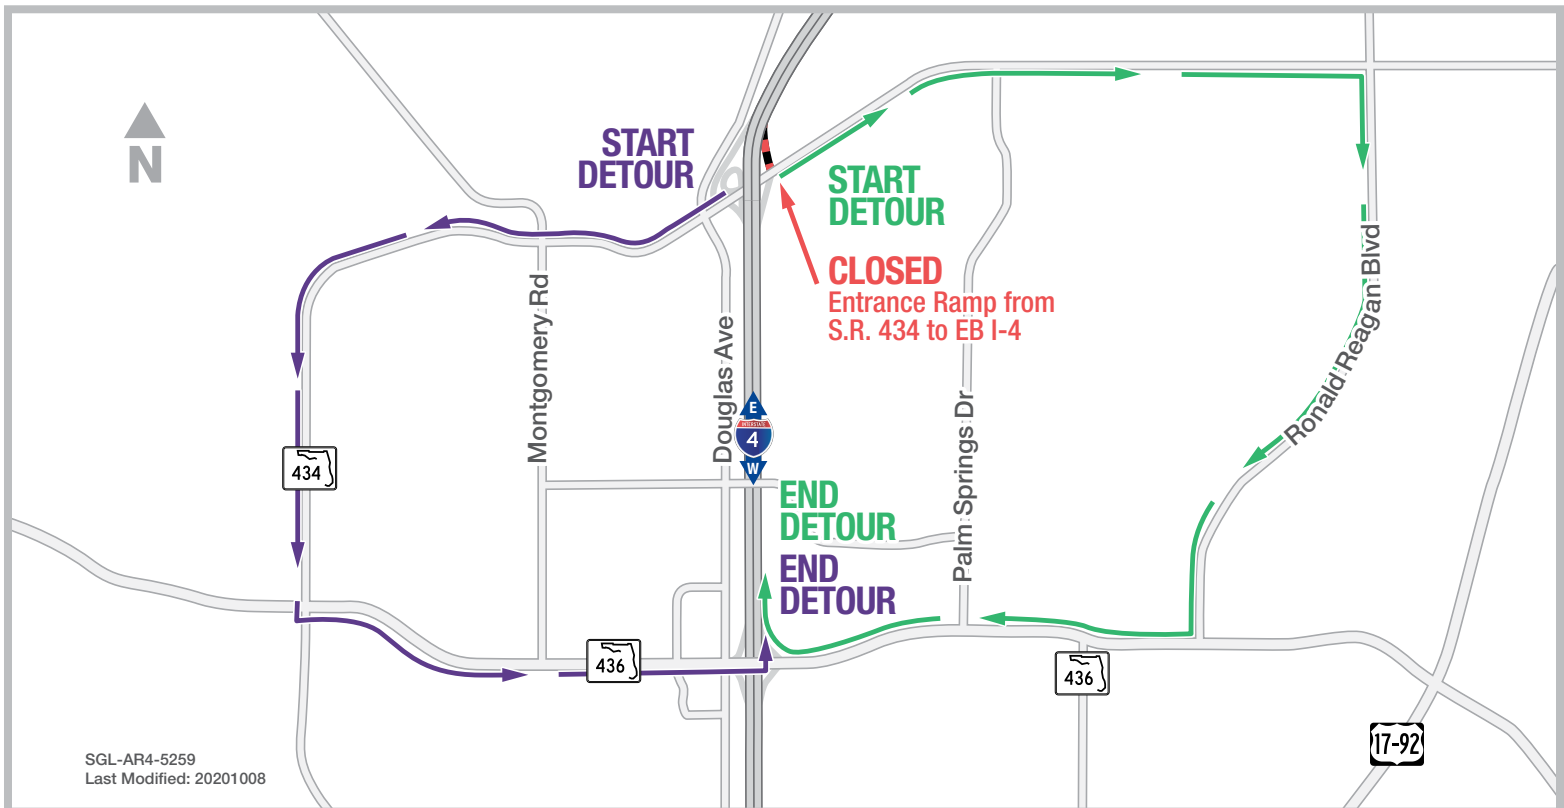 N
START
DETOUR
START
DETOUR
CLOSED
Entrance Ramp from
S.R. 434 to EB I-4
Montgomery Rd
Douglas Ave
Palm Springs Dr
Ronald Reagan Blvd
E
INTERSTATE
4
W
434
END
DETOUR
END
DETOUR
436
436
17-92
SGL-AR4-5259
Last Modified: 20201008